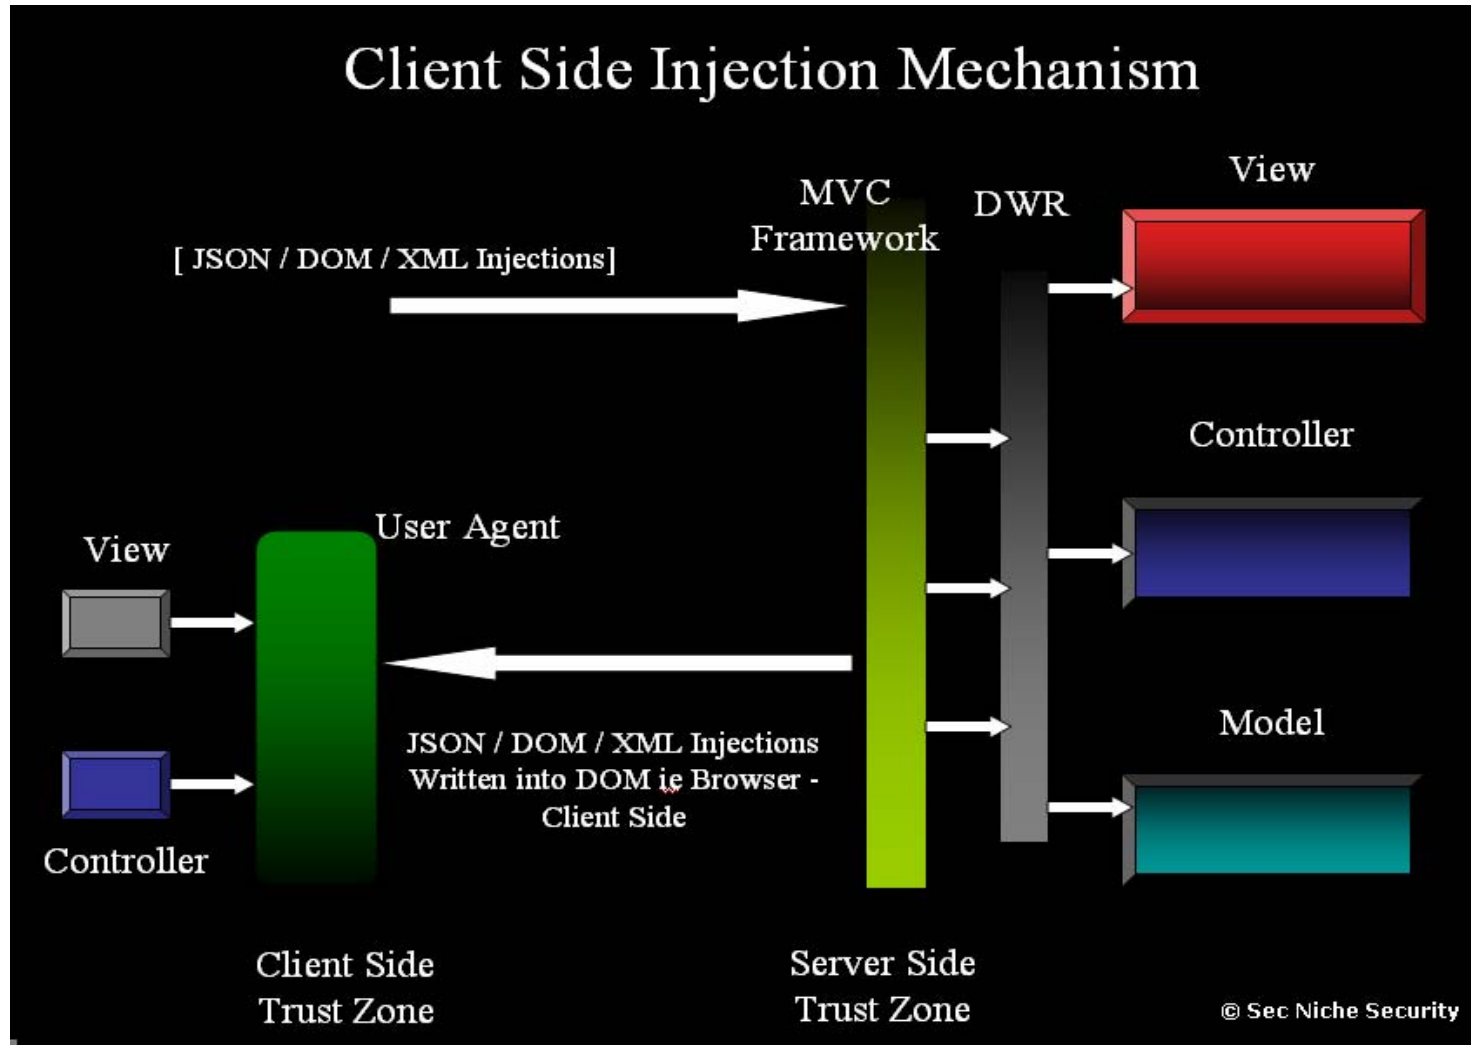 Client Side Injection Mechanism
View
MVC
Framework
DWR
[ JSON / DOM / XML Injections]
Controller
User Agent
View
Model
JSON / DOM / XML Injections
Written into DOM ie Browser -
Client Side
Controller
Client Side
Trust Zone
Server Side
Trust Zone
© Sec Niche Security